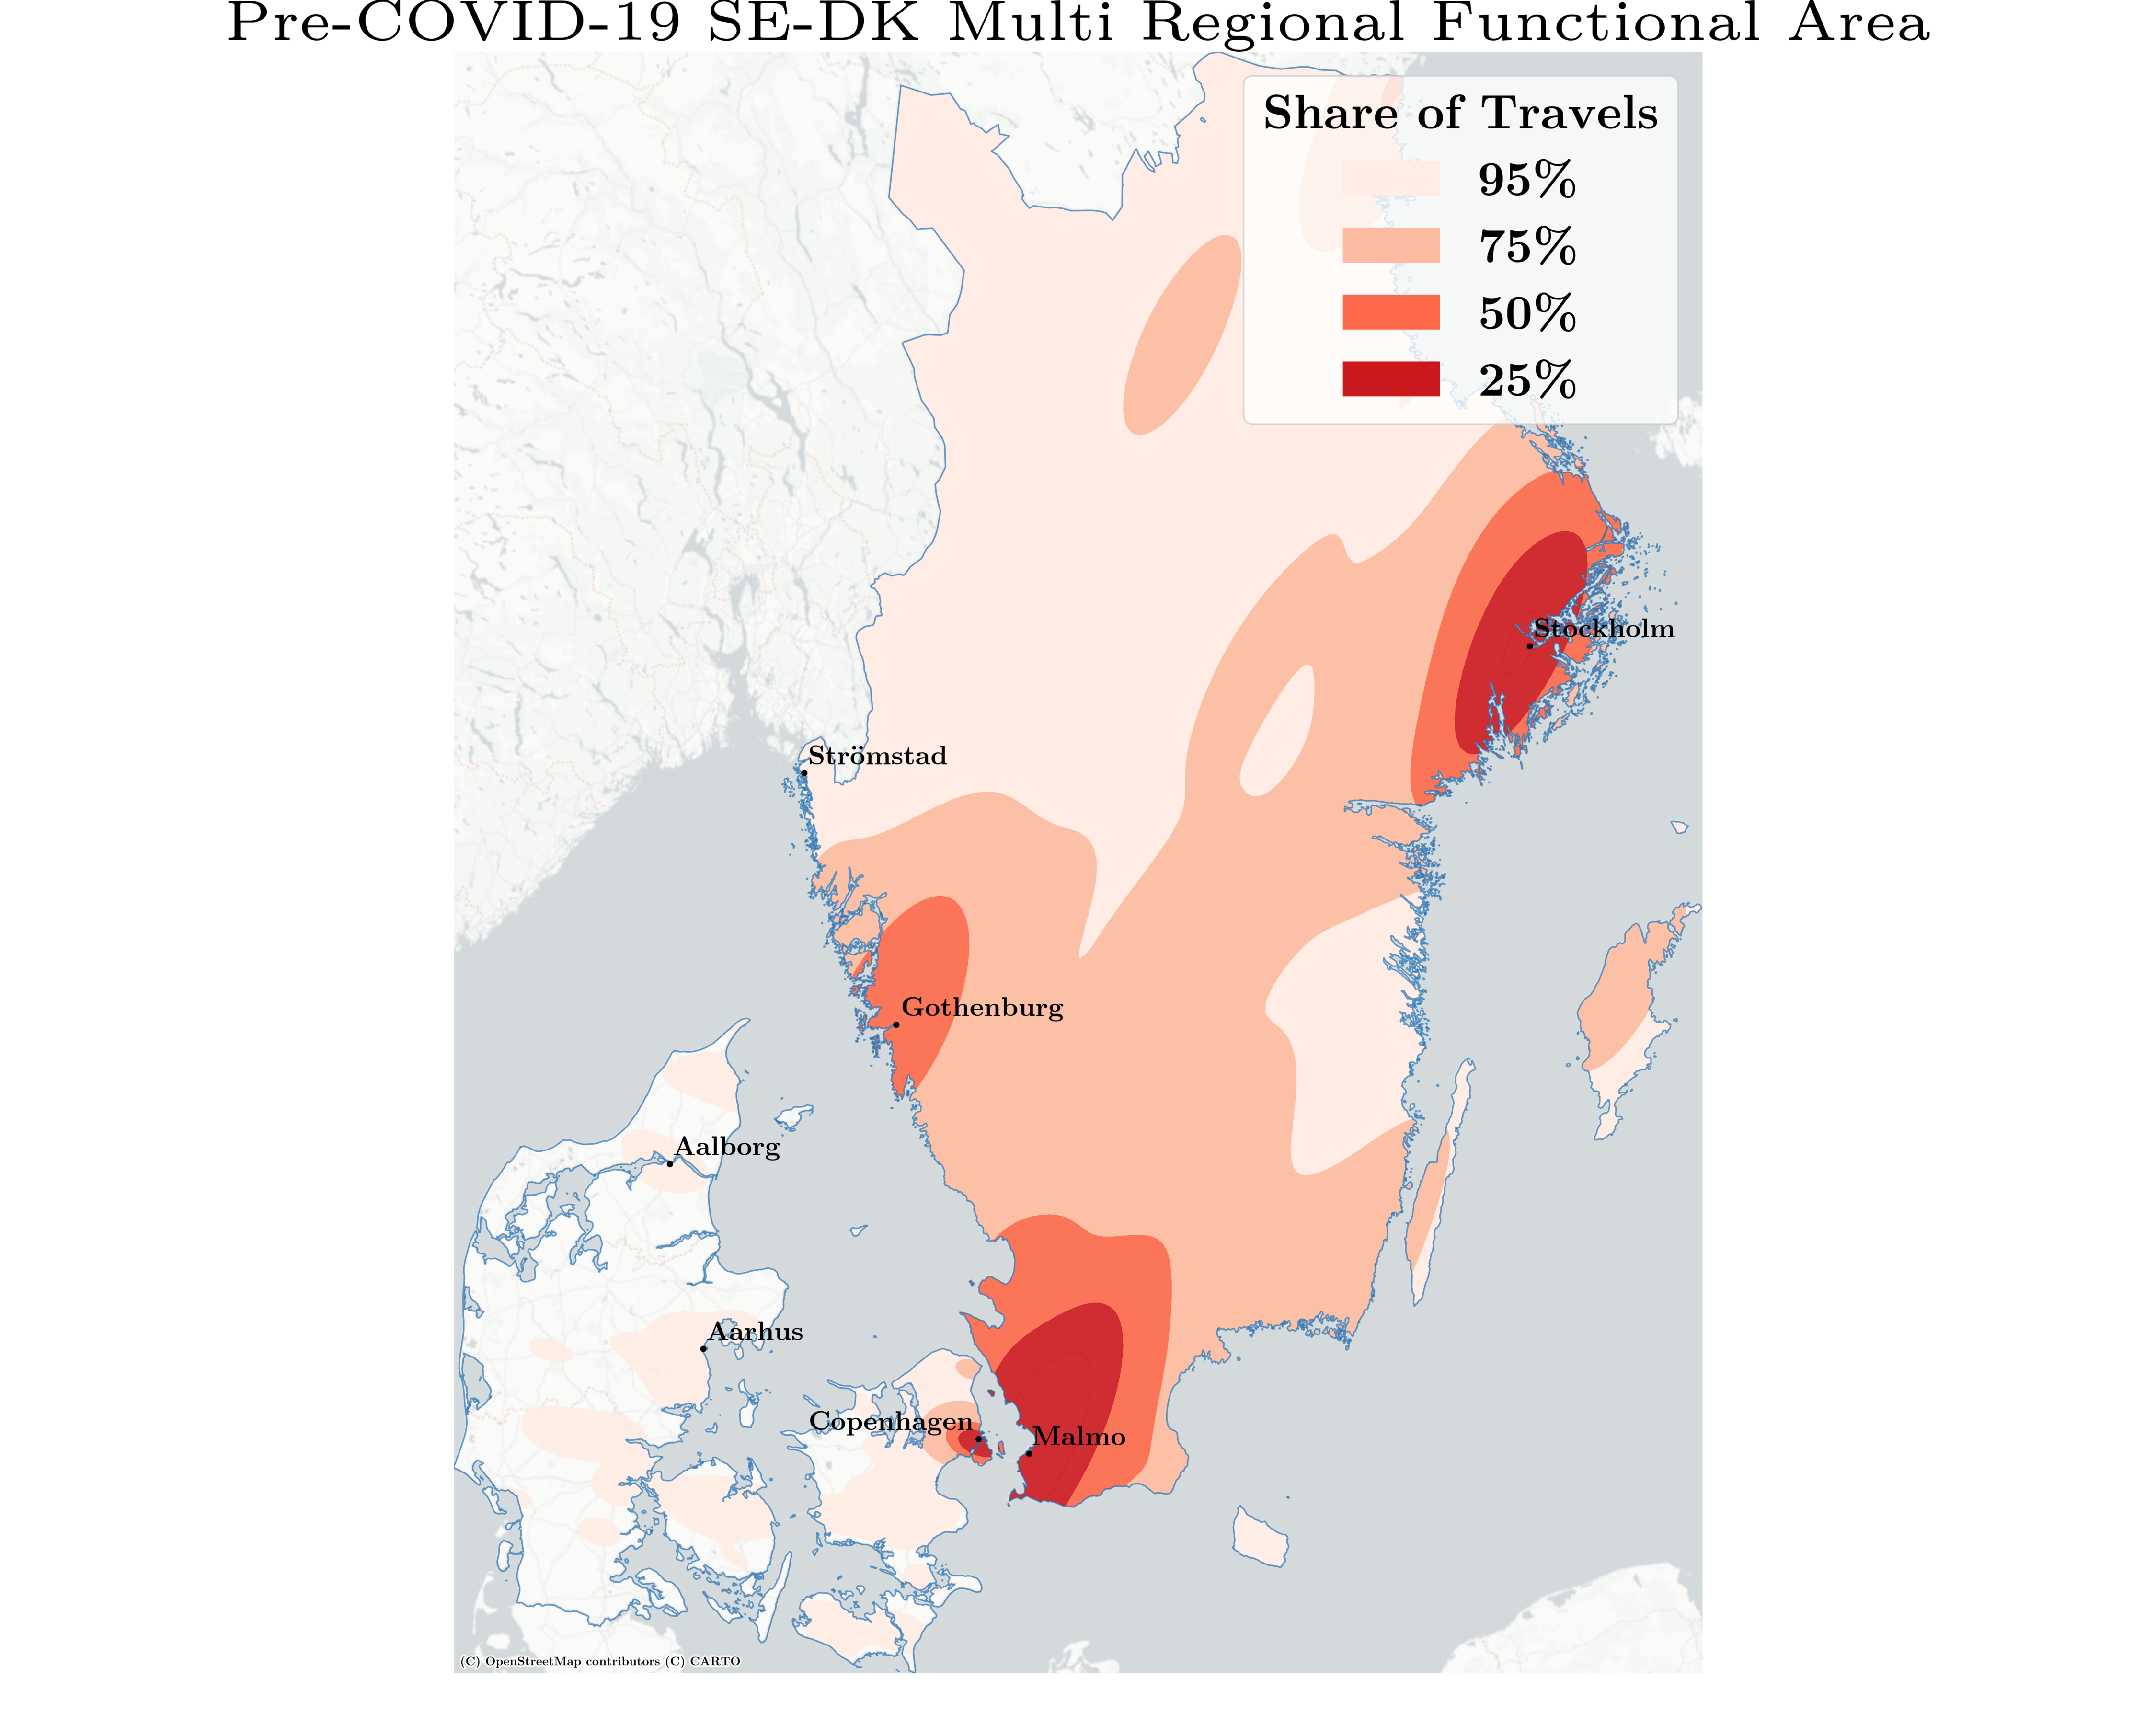 Pre-COVID-19 SE-DK Multi Regional Functional Area
Share of Travels
95%
75%
50%
25%
Stockholm
Strömstad
Gothenburg
Aalborg
Aarhus
Copenhagen
Malmo
(C) OpenStreetMap contributors (C) CARTO